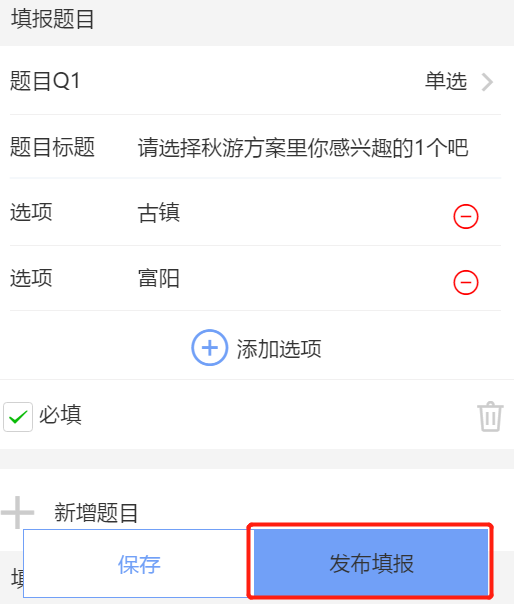 填报题目
题目Q1 单选
题目标题 请选择秋游方案里你感兴趣的1个吧
选项 古镇
选项 富阳
添加选项
必填
新增题目
保存 发布填报
填